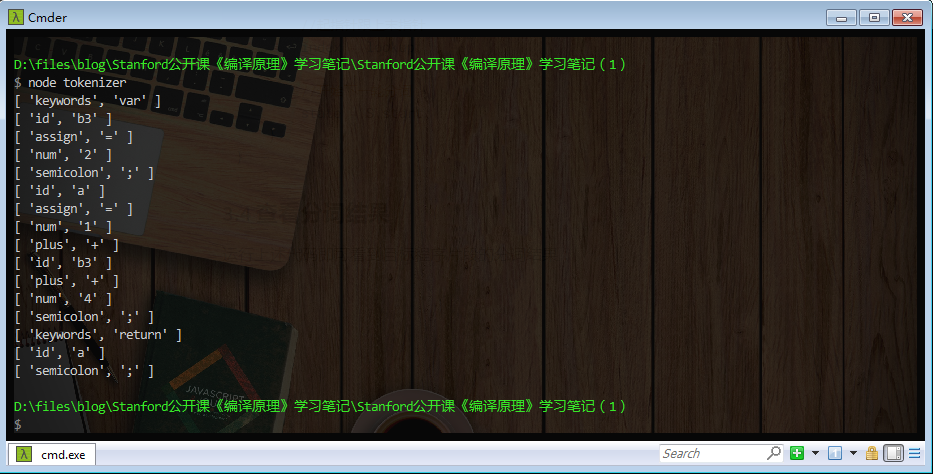 Cmder
D:\files\blog\Stanford公开课《编译原理》学习笔记\Stanford公开课《编译原理》学习笔记（1）
$ node tokenizer
[ 'keywords', 'var' ]
[ 'id', 'b3' ]
[ 'assign', '=' ]
[ 'num', '2' ]
[ 'semicolon', ';' ]
[ 'id', 'a' ]
[ 'assign', '=' ]
[ 'num', '1' ]
[ 'plus', '+' ]
[ 'id', 'b3' ]
[ 'plus', '+' ]
[ 'num', '4' ]
[ 'semicolon', ';' ]
[ 'keywords', 'return' ]
[ 'id', 'a' ]
[ 'semicolon', ';' ]
JAVASCRIPT
D:\files\blog\Stanford公开课《编译原理》学习笔记\Stanford公开课《编译原理》学习笔记（1）
$
cmd.exe
Search